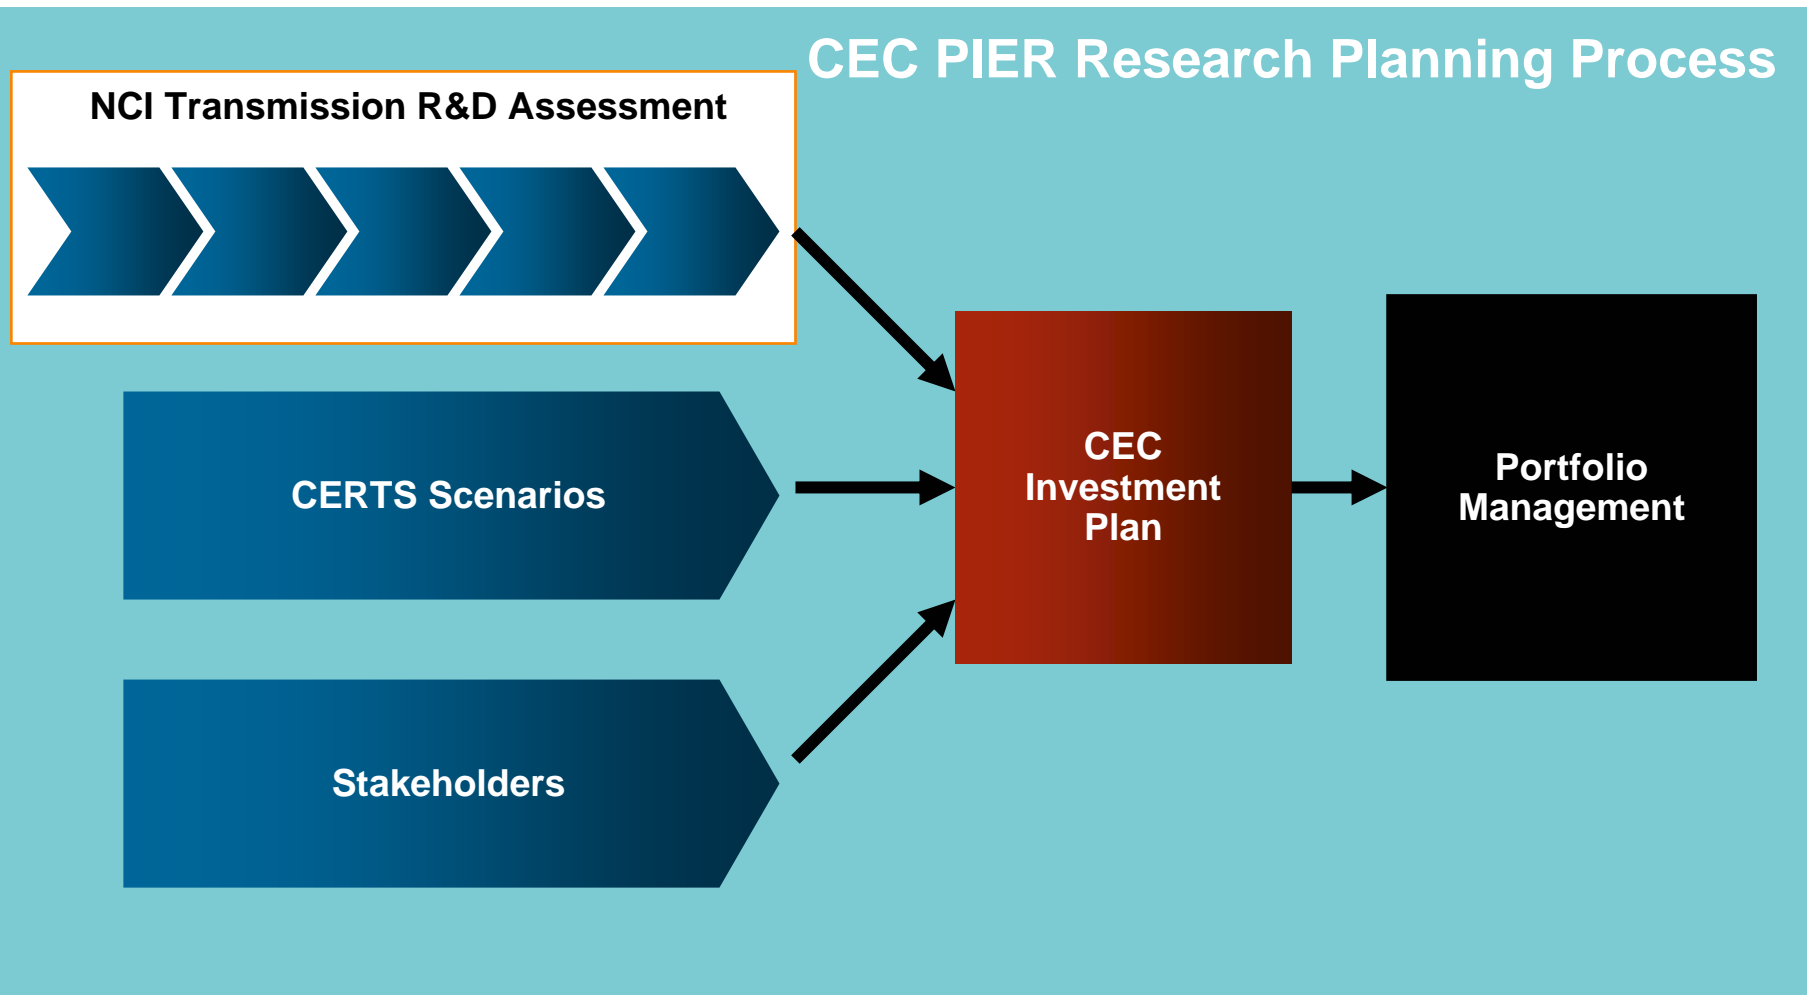 CEC PIER Research Planning Process
NCI Transmission R&D Assessment
CERTS Scenarios
Stakeholders
CEC
Investment
Plan
Portfolio
Management